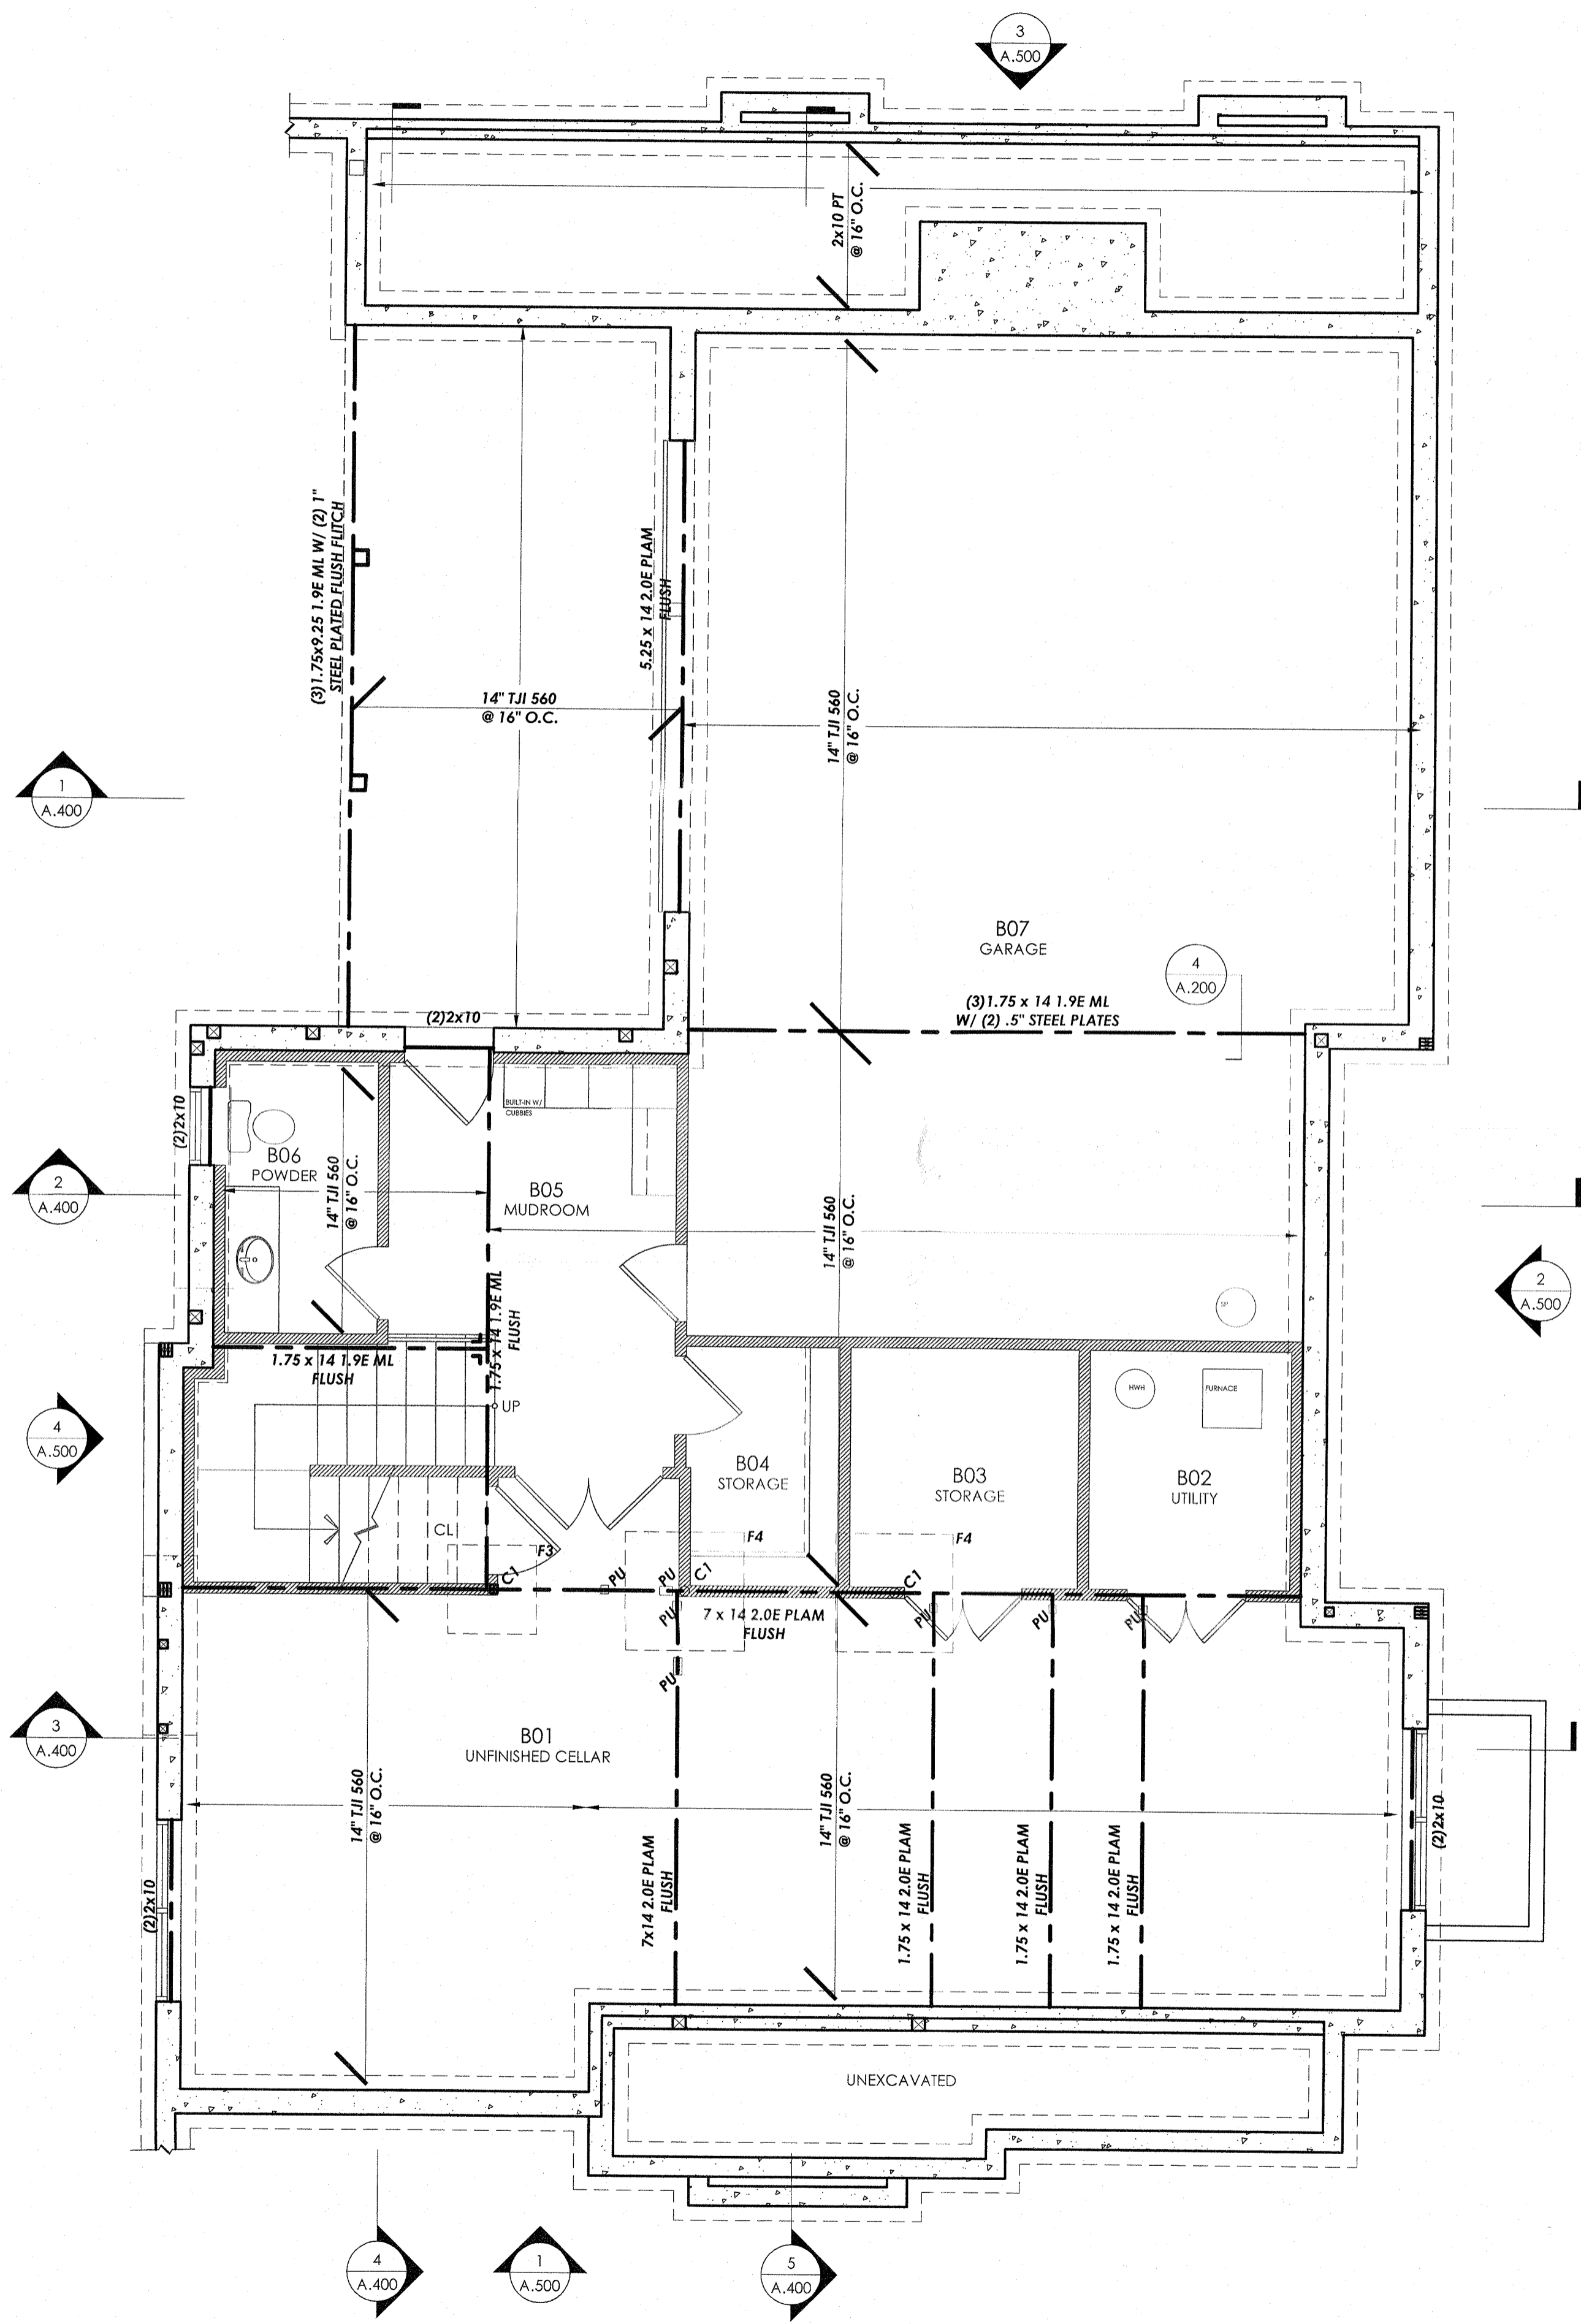 3
A.500
2x10 PT
@ 16" O.C.
(3)1.75x9.25 1.9E ML W/ (2) 1"
STEEL PLATED FLUSH FLITCH
5.25 x 14 2.0E PLAM
FLUSH
14" TJI 560
@ 16" O.C.
14" TJI 560
@ 16" O.C.
1
A.400
B07
GARAGE
4
A.200
(3)1.75 x 14 1.9E ML
W/ (2) .5" STEEL PLATES
(2)2x10
(2)2x10
BUILT-IN W/
CUBBIES
B06
POWDER
14" TJI 560
@ 16" O.C.
B05
MUDROOM
2
A.400
14" TJI 560
@ 16" O.C.
2
A.500
1.75 x 14 1.9E ML
FLUSH
1.75 x 14 1.9E ML
FLUSH
UP
HWH
FURNACE
4
A.500
B04
STORAGE
B03
STORAGE
B02
UTILITY
CL
F3
F4
F4
C1
PU
PU
C1
C1
PU
PU
PU
PU
7 x 14 2.0E PLAM
FLUSH
PU
3
A.400
B01
UNFINISHED CELLAR
14" TJI 560
@ 16" O.C.
14" TJI 560
@ 16" O.C.
(2)2x10
7x14 2.0E PLAM
FLUSH
1.75 x 14 2.0E PLAM
FLUSH
1.75 x 14 2.0E PLAM
FLUSH
1.75 x 14 2.0E PLAM
FLUSH
(2)2x10
UNEXCAVATED
4
A.400
1
A.500
5
A.400